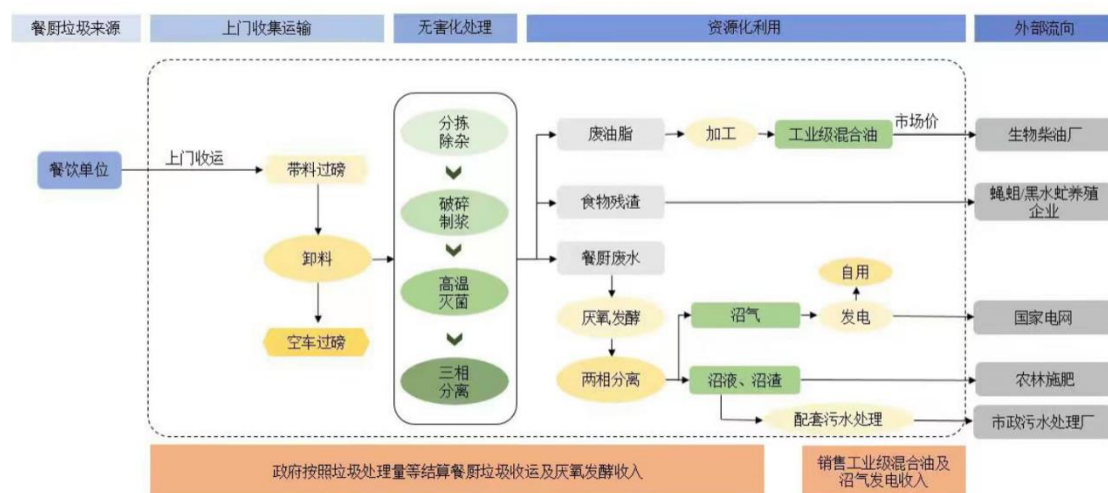 餐厨垃圾来源
上门收集运输
无害化处理
资源化利用
外部流向
餐饮单位
上门收运
带料过磅
卸料
空车过磅
分拣
除杂
破碎
制浆
高温
灭菌
三相
分离
废油脂
加工
工业级混合油
市场价
生物柴油厂
食物残渣
蝇蛆/黑水虻养殖
企业
餐厨废水
厌氧发酵
两相分离
沼气
发电
自用
国家电网
沼液、沼渣
农林施肥
配套污水处理
市政污水处理厂
政府按照垃圾处理量等结算餐厨垃圾收运及厌氧发酵收入
销售工业级混合油及
沼气发电收入